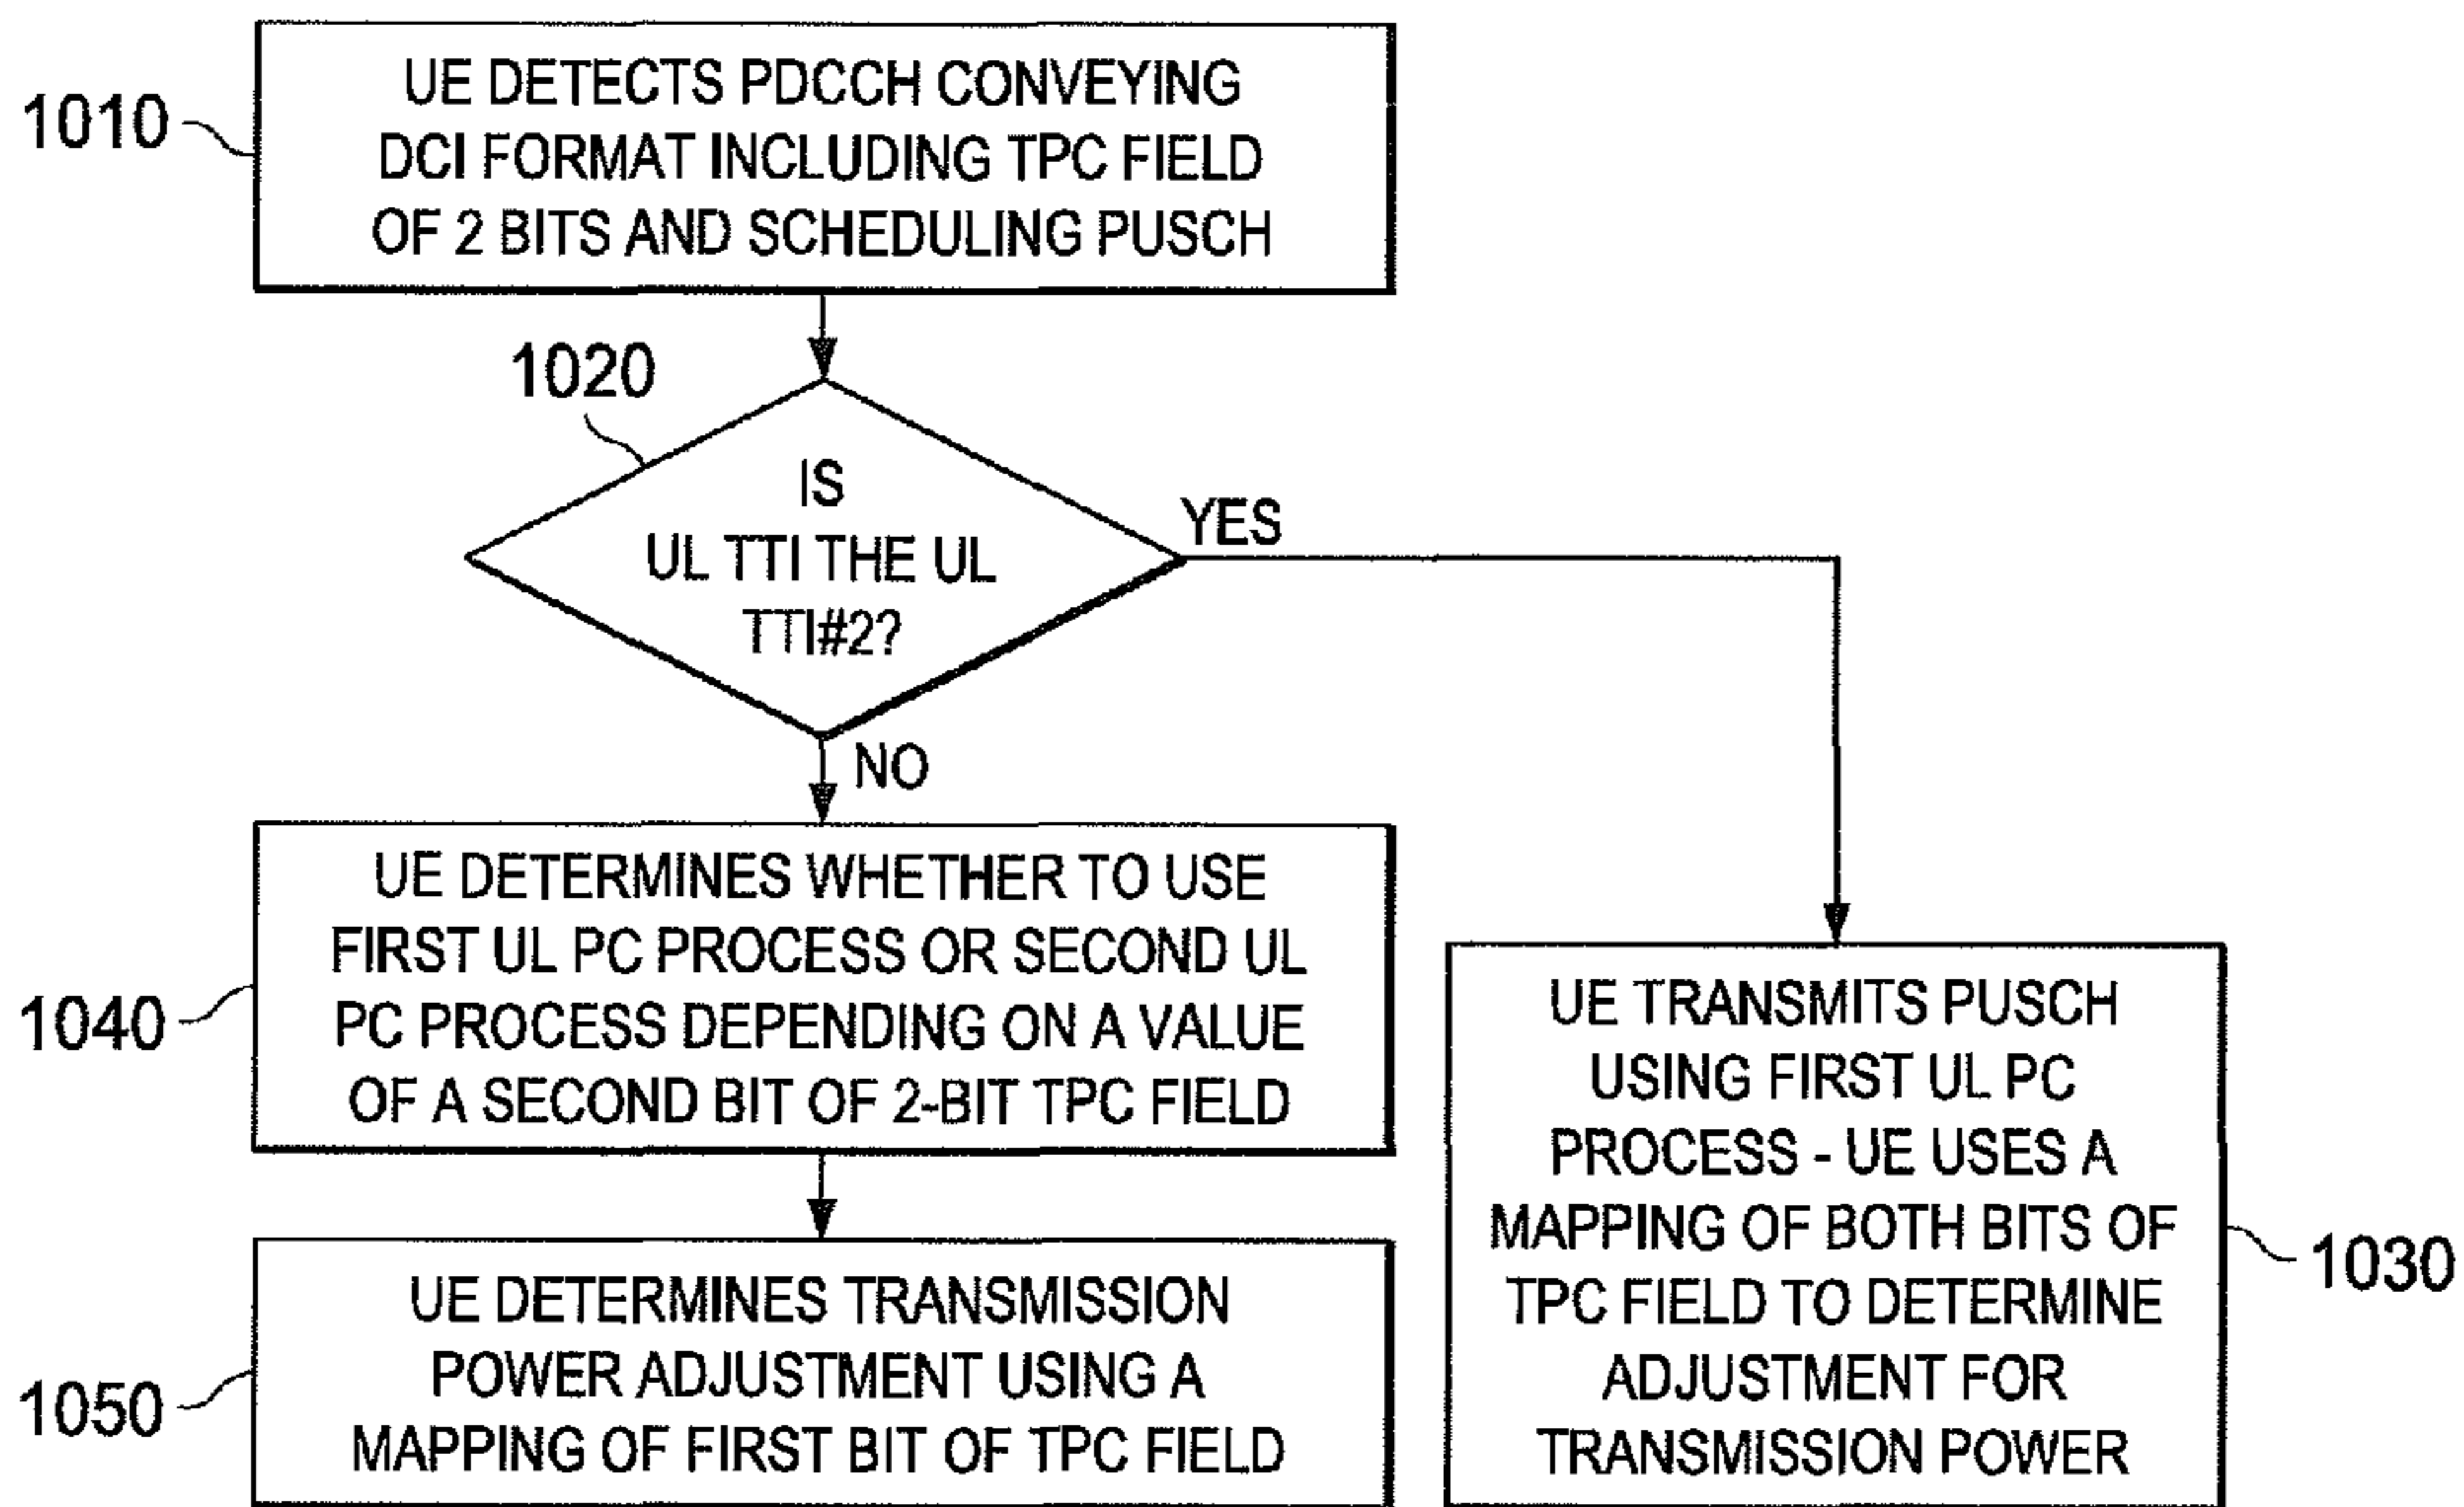 1010
UE DETECTS PDCCH CONVEYING
DCI FORMAT INCLUDING TPC FIELD
OF 2 BITS AND SCHEDULING PUSCH
1020
IS
UL TTI THE UL
TTI#2?
YES
NO
1040
UE DETERMINES WHETHER TO USE
FIRST UL PC PROCESS OR SECOND UL
PC PROCESS DEPENDING ON A VALUE
OF A SECOND BIT OF 2-BIT TPC FIELD
1050
UE DETERMINES TRANSMISSION
POWER ADJUSTMENT USING A
MAPPING OF FIRST BIT OF TPC FIELD
UE TRANSMITS PUSCH
USING FIRST UL PC
PROCESS - UE USES A
MAPPING OF BOTH BITS OF
TPC FIELD TO DETERMINE
ADJUSTMENT FOR
TRANSMISSION POWER
1030